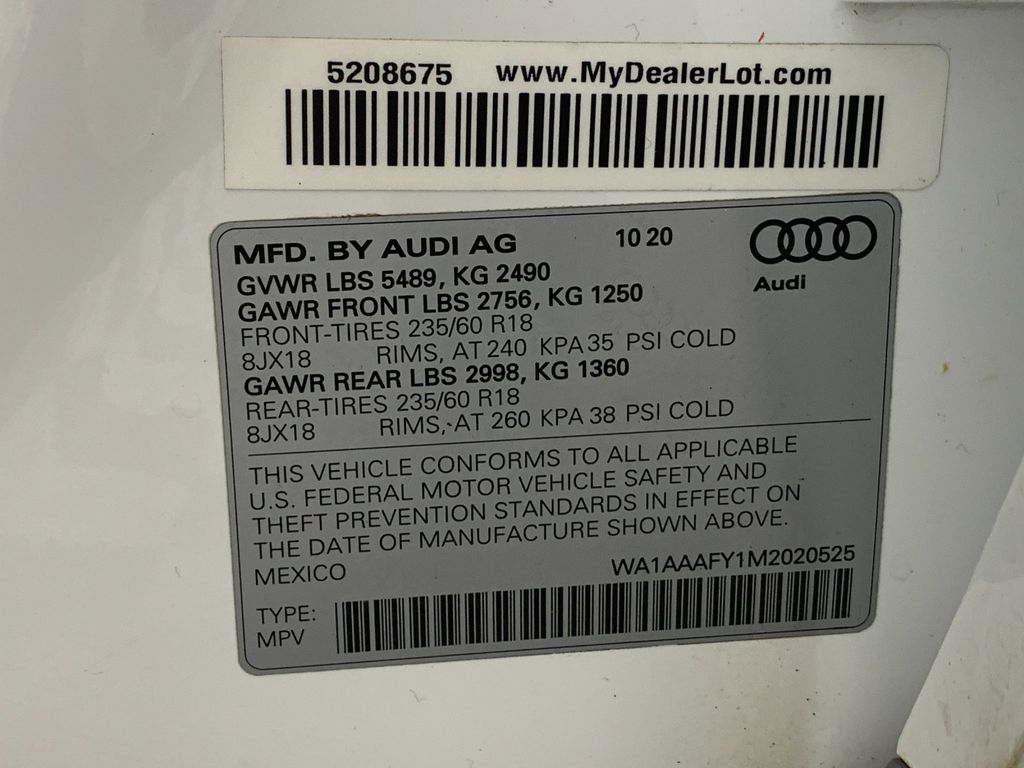 5208675 www.MyDealerLot.com
MFD. BY AUDI AG 10 20
Audi
GVWR LBS 5489, KG 2490
GAWR FRONT LBS 2756, KG 1250
FRONT-TIRES 235/60 R18
8JX18 RIMS, AT 240 KPA 35 PSI COLD
GAWR REAR LBS 2998, KG 1360
REAR-TIRES 235/60 R18
8JX18 RIMS, AT 260 KPA 38 PSI COLD
THIS VEHICLE CONFORMS TO ALL APPLICABLE
U.S. FEDERAL MOTOR VEHICLE SAFETY AND
THEFT PREVENTION STANDARDS IN EFFECT ON
THE DATE OF MANUFACTURE SHOWN ABOVE.
MEXICO WA1AAAFY1M2020525
TYPE:
MPV